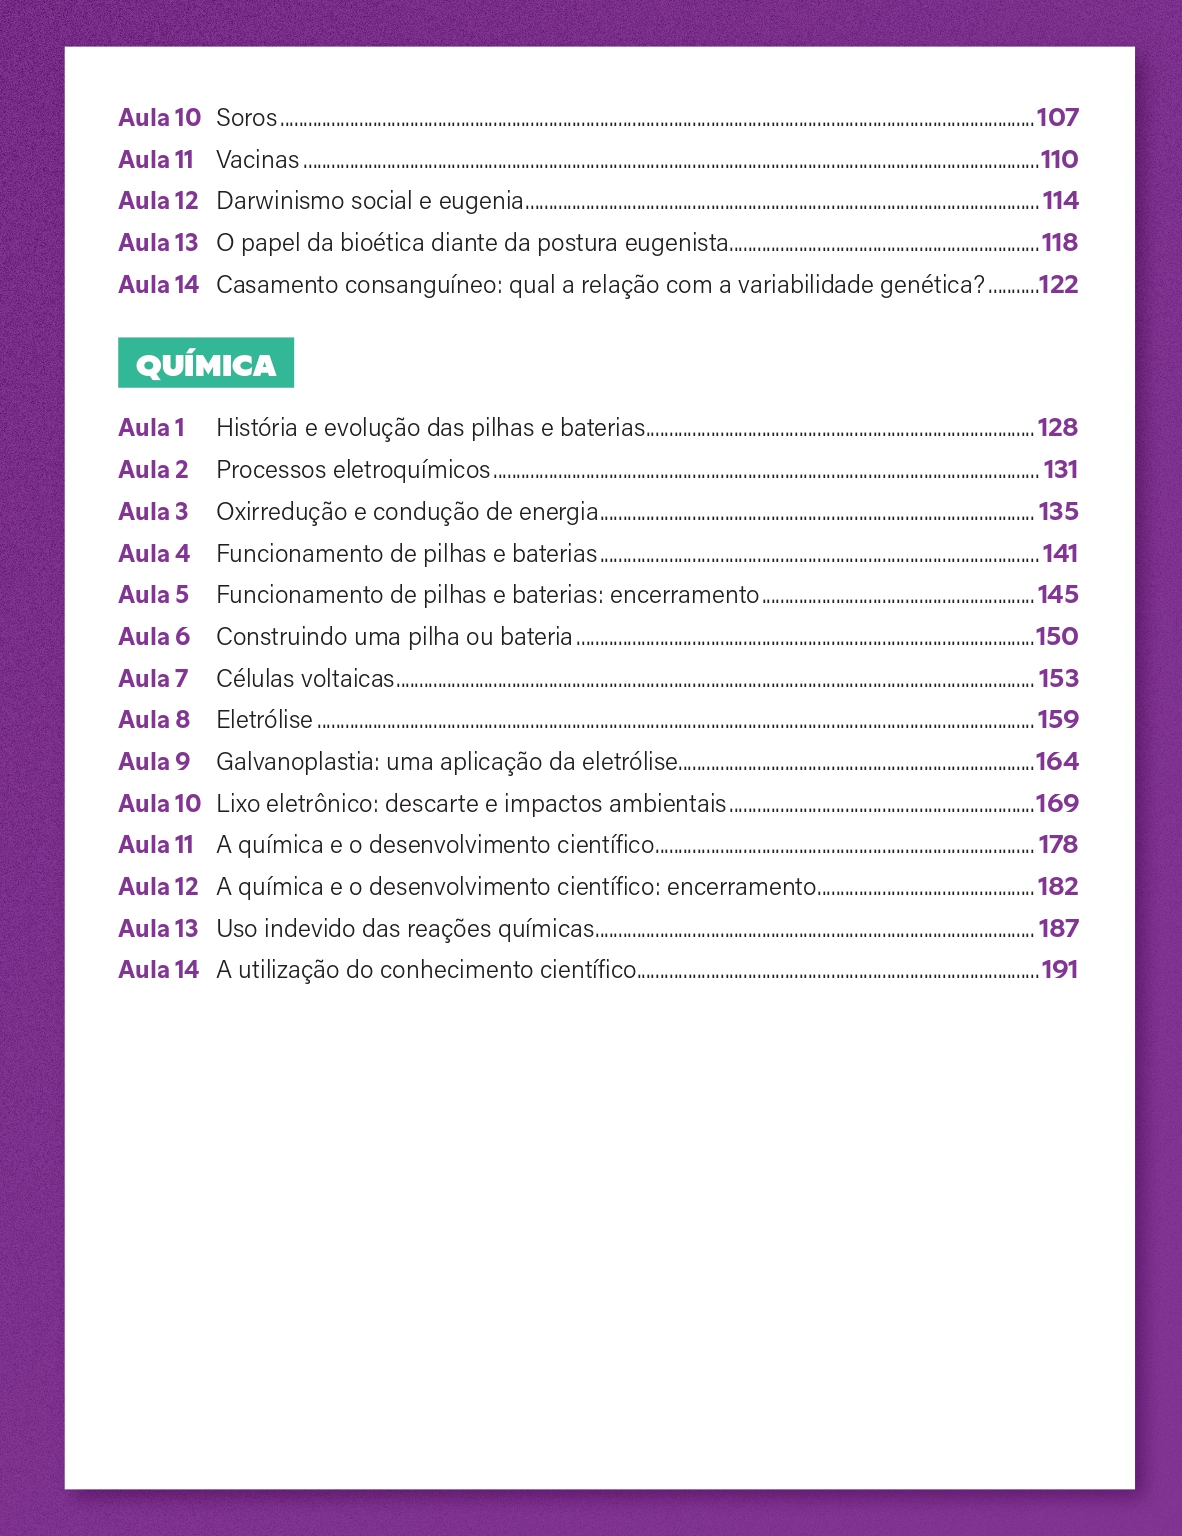 Aula 10 Soros 107
Aula 11 Vacinas 110
Aula 12 Darwinismo social e eugenia 114
Aula 13 O papel da bioética diante da postura eugenista 118
Aula 14 Casamento consanguíneo: qual a relação com a variabilidade genética? 122
QUÍMICA
Aula 1 História e evolução das pilhas e baterias 128
Aula 2 Processos eletroquímicos 131
Aula 3 Oxirredução e condução de energia 135
Aula 4 Funcionamento de pilhas e baterias 141
Aula 5 Funcionamento de pilhas e baterias: encerramento 145
Aula 6 Construindo uma pilha ou bateria 150
Aula 7 Células voltaicas 153
Aula 8 Eletrólise 159
Aula 9 Galvanoplastia: uma aplicação da eletrólise 164
Aula 10 Lixo eletrônico: descarte e impactos ambientais 169
Aula 11 A química e o desenvolvimento científico 178
Aula 12 A química e o desenvolvimento científico: encerramento 182
Aula 13 Uso indevido das reações químicas 187
Aula 14 A utilização do conhecimento científico 191